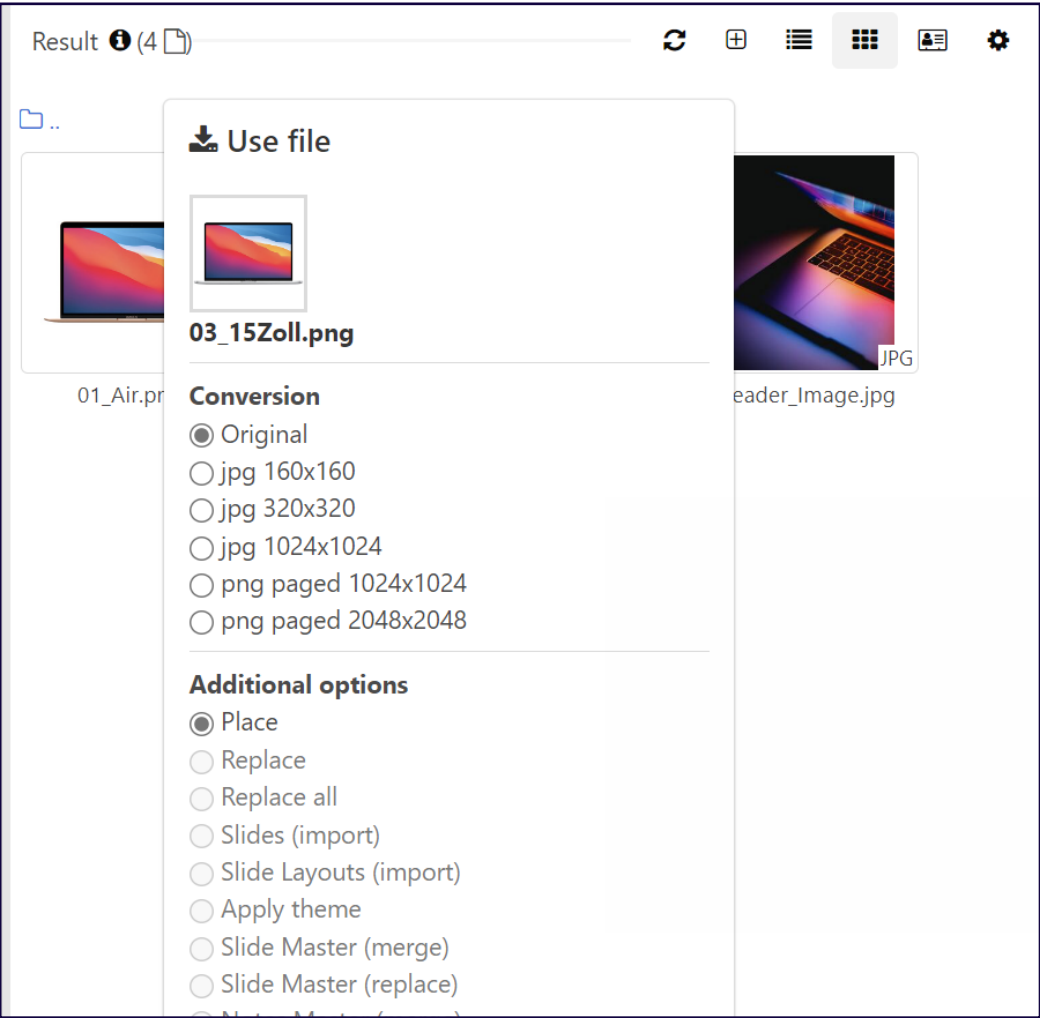 Result (4 )
..
Use file
03_15Zoll.png
JPG
01_Air.pr
eader_Image.jpg
Conversion
Original
jpg 160x160
jpg 320x320
jpg 1024x1024
png paged 1024x1024
png paged 2048x2048
Additional options
Place
Replace
Replace all
Slides (import)
Slide Layouts (import)
Apply theme
Slide Master (merge)
Slide Master (replace)